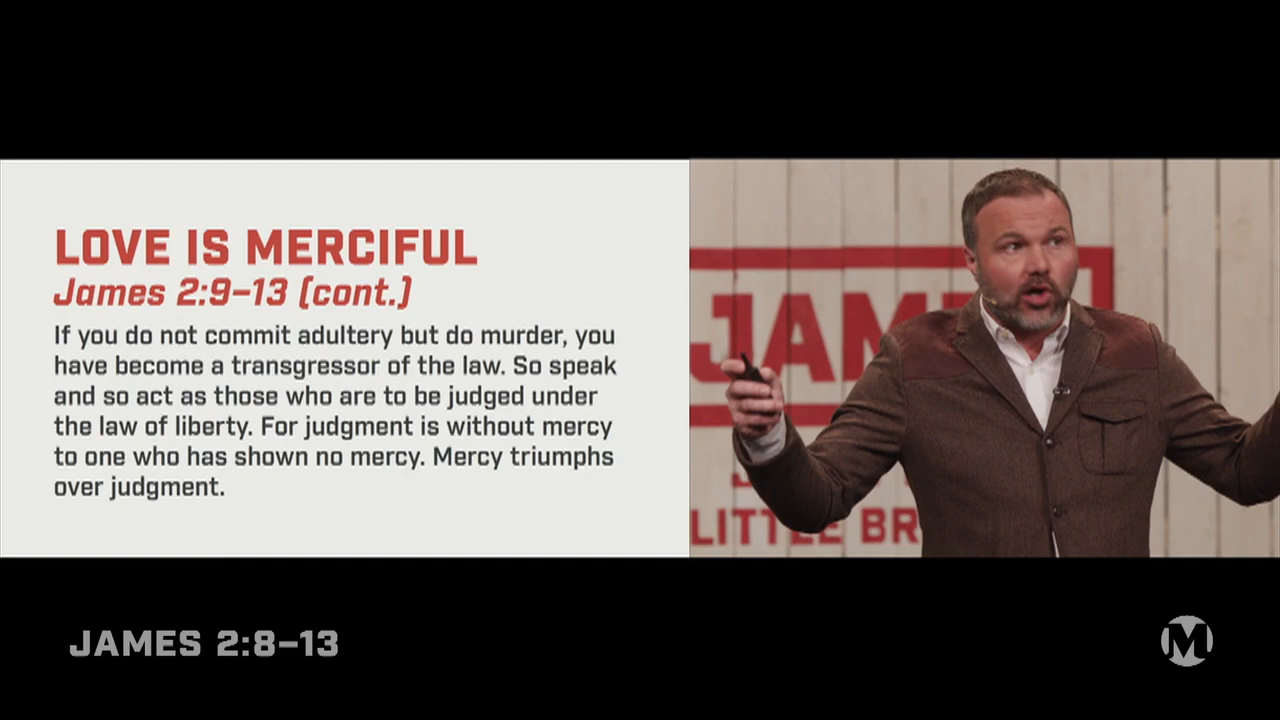 LOVE IS MERCIFUL
James 2:9–13 (cont.)
If you do not commit adultery but do murder, you
have become a transgressor of the law. So speak
and so act as those who are to be judged under
the law of liberty. For judgment is without mercy
to one who has shown no mercy. Mercy triumphs
over judgment.
LITTLE
JAMES 2:8–13
M